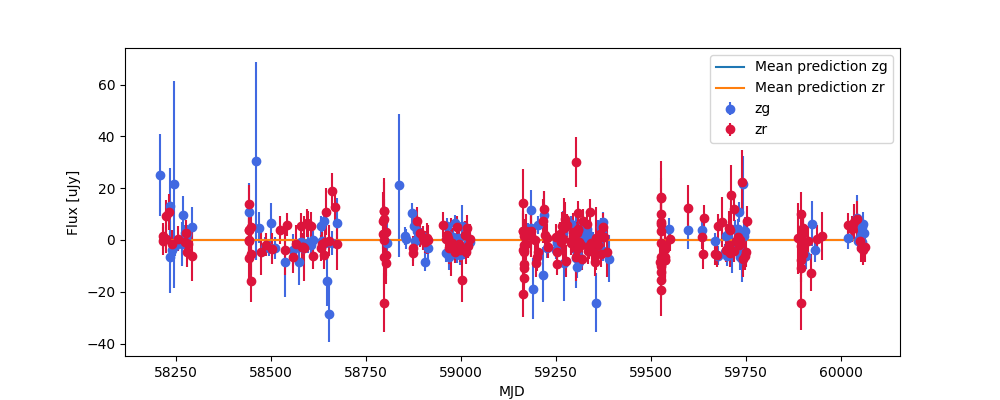 Mean prediction zg
Mean prediction zr
zg
zr
Flux [uJy]
60
40
20
0
−20
−40
58250
58500
58750
59000
59250
59500
59750
60000
MJD